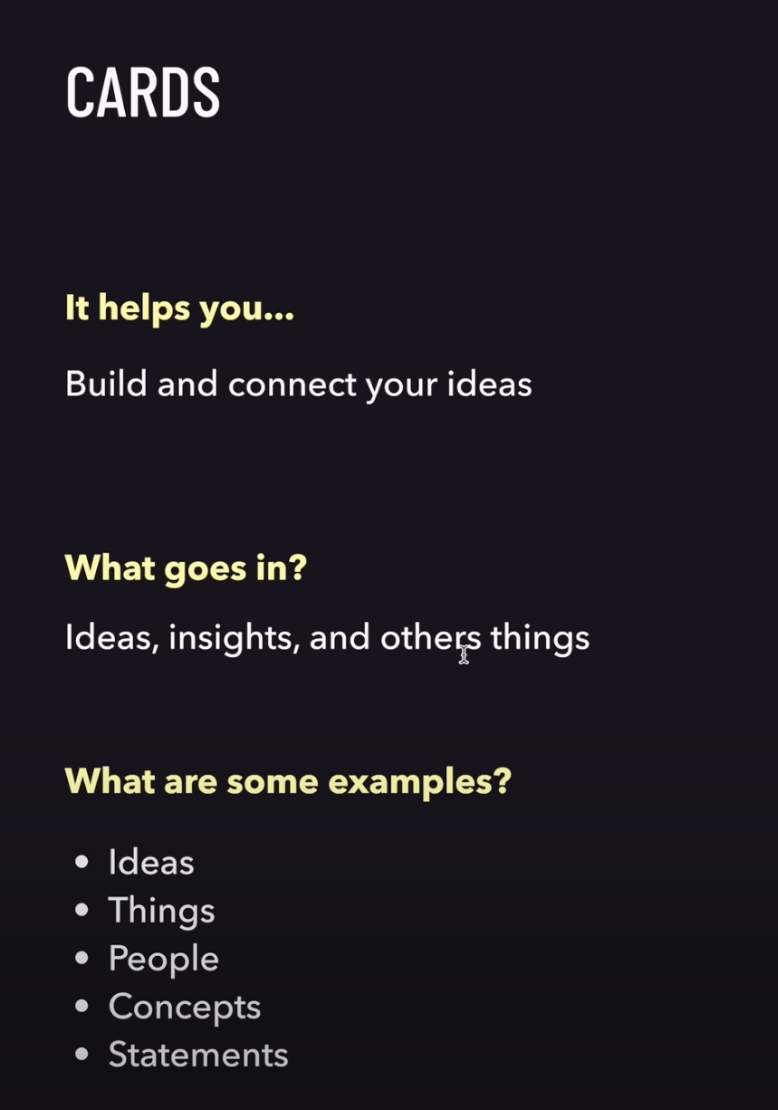 CARDS
It helps you...
Build and connect your ideas
What goes in?
Ideas, insights, and others things
What are some examples?
• Ideas
• Things
• People
• Concepts
• Statements